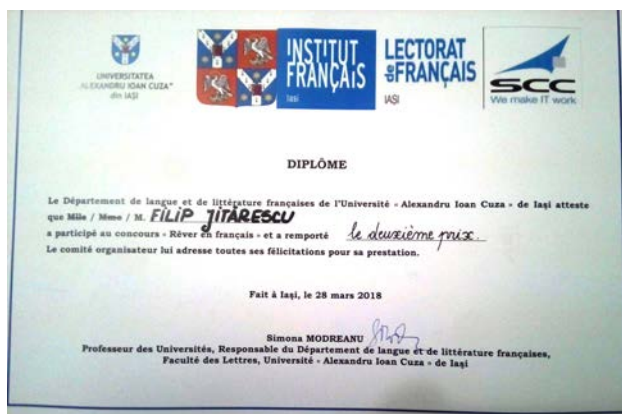 UNIVERSITATEA
„ALEXANDRU IOAN CUZA”
din IAŞI
INSTITUT
FRANÇAIS
Iasi
LECTORAT
de FRANÇAIS
IASI
SCC
We make IT work
DIPLÔME
Le Département de langue et de littérature françaises de l'Université « Alexandru Ioan Cuza » de Iaşi atteste
que Mlle / Mme / M. FILIP JITĂRESCU
a participé au concours « Rêver en français » et a remporté le deuxième prix.
Le comité organisateur lui adresse toutes ses félicitations pour sa prestation.
Fait à Iaşi, le 28 mars 2018
Simona MODREANU
Professeur des Universités, Responsable du Département de langue et de littérature françaises,
Faculté des Lettres, Université « Alexandru Ioan Cuza » de Iaşi